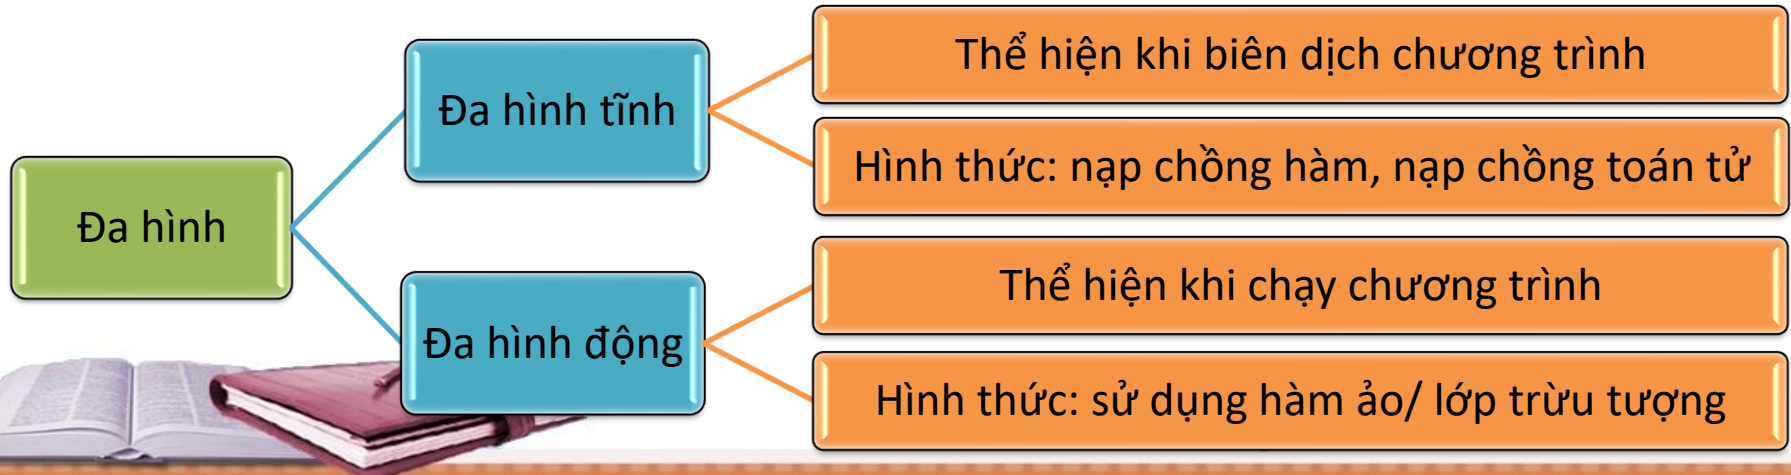 Đa hình
Đa hình tĩnh
Thể hiện khi biên dịch chương trình
Hình thức: nạp chồng hàm, nạp chồng toán tử
Đa hình động
Thể hiện khi chạy chương trình
Hình thức: sử dụng hàm ảo/ lớp trừu tượng